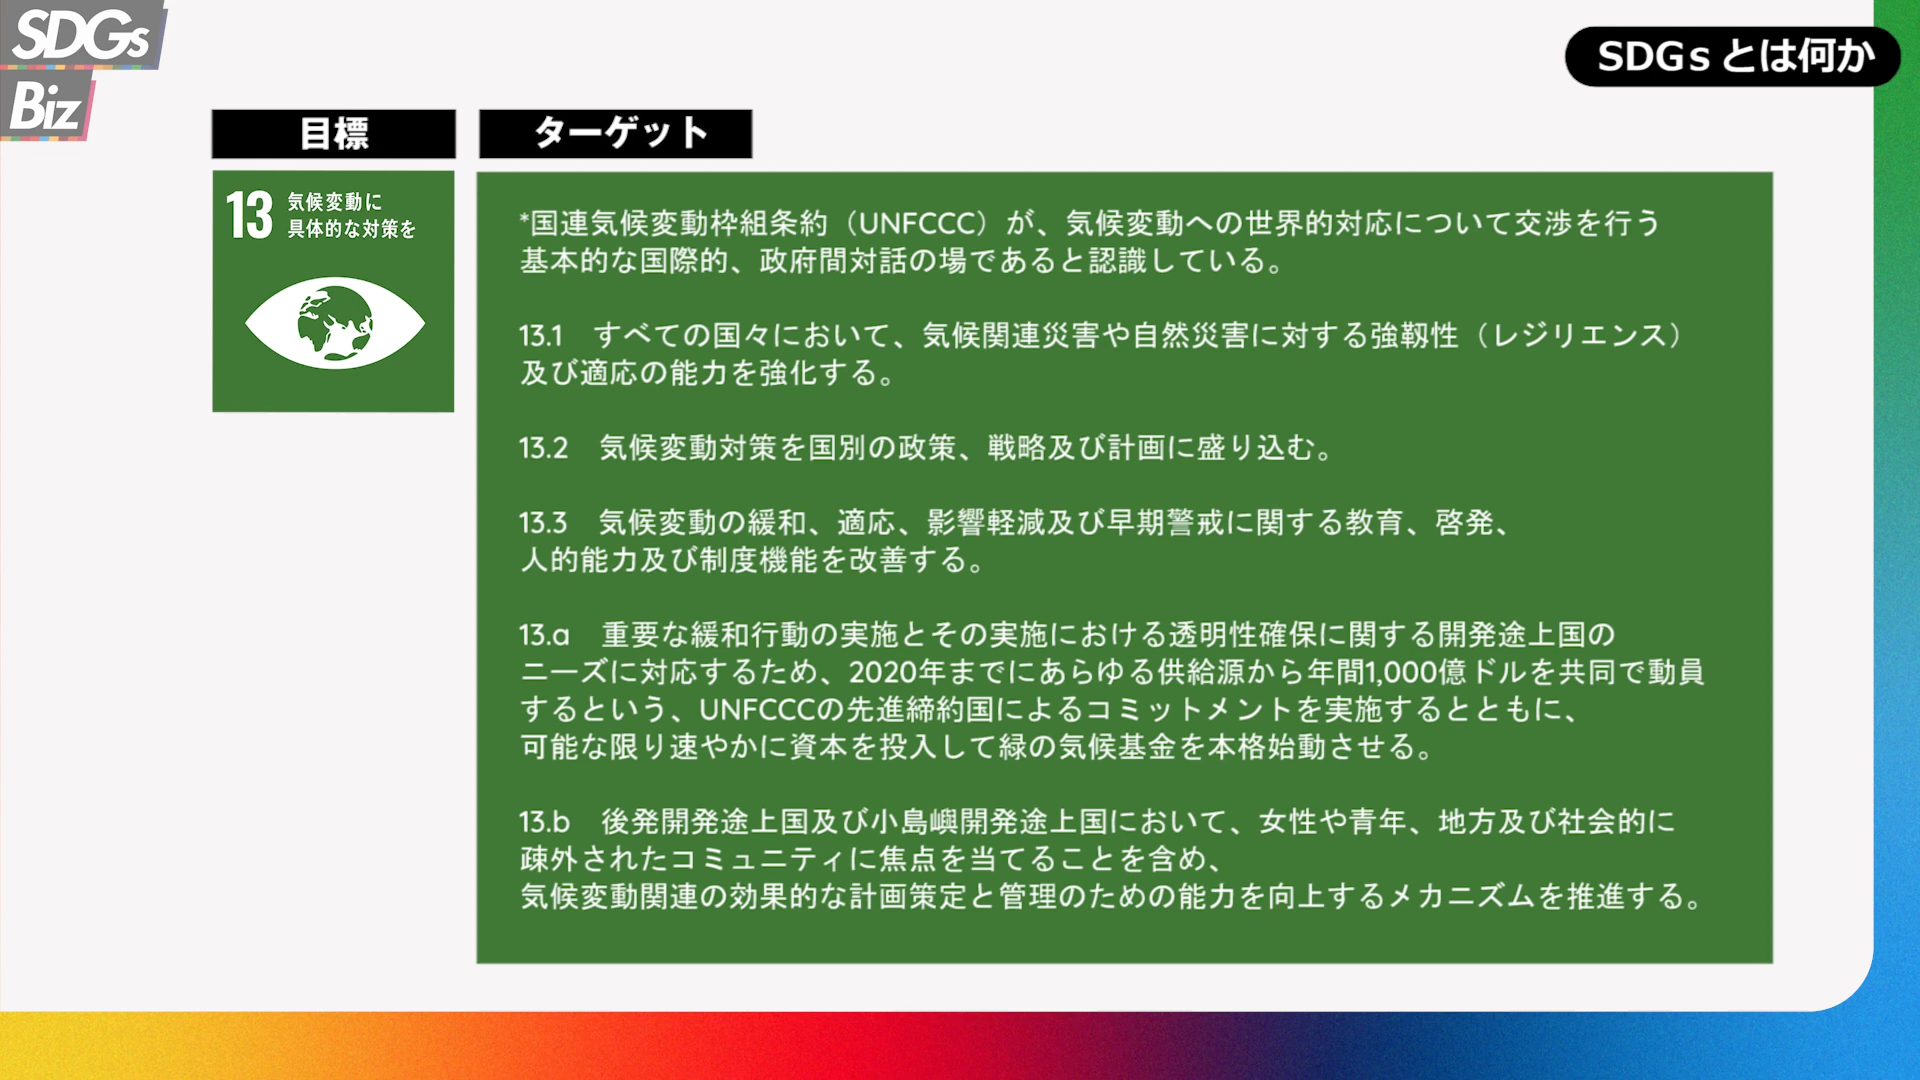 SDGs
Biz
SDGs とは何か
目標
ターゲット
13 気候変動に
具体的な対策を
*国連気候変動枠組条約（UNFCCC）が、気候変動への世界的対応について交渉を行う
基本的な国際的、政府間対話の場であると認識している。
13.1　すべての国々において、気候関連災害や自然災害に対する強靱性（レジリエンス）
及び適応の能力を強化する。
13.2　気候変動対策を国別の政策、戦略及び計画に盛り込む。
13.3　気候変動の緩和、適応、影響軽減及び早期警戒に関する教育、啓発、
人的能力及び制度機能を改善する。
13.a　重要な緩和行動の実施とその実施における透明性確保に関する開発途上国の
ニーズに対応するため、2020年までにあらゆる供給源から年間1,000億ドルを共同で動員
するという、UNFCCCの先進締約国によるコミットメントを実施するとともに、
可能な限り速やかに資本を投入して緑の気候基金を本格始動させる。
13.b　後発開発途上国及び小島嶼開発途上国において、女性や青年、地方及び社会的に
疎外されたコミュニティに焦点を当てることを含め、
気候変動関連の効果的な計画策定と管理のための能力を向上するメカニズムを推進する。